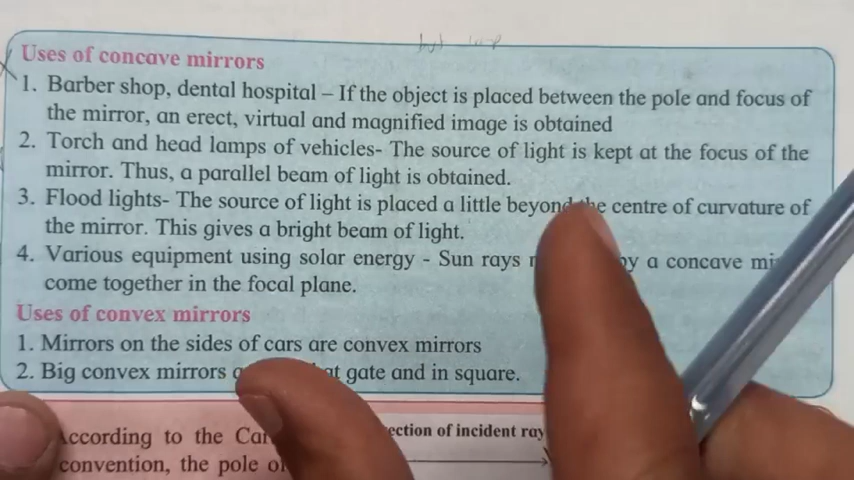 Uses of concave mirrors
1. Barber shop, dental hospital – If the object is placed between the pole and focus of
the mirror, an erect, virtual and magnified image is obtained
2. Torch and head lamps of vehicles- The source of light is kept at the focus of the
mirror. Thus, a parallel beam of light is obtained.
3. Flood lights- The source of light is placed a little beyond the centre of curvature of
the mirror. This gives a bright beam of light.
4. Various equipment using solar energy - Sun rays by a concave
come together in the focal plane.
Uses of convex mirrors
1. Mirrors on the sides of cars are convex mirrors
2. Big convex mirrors at gate and in square.
According to the
ection of incident ray
convention, the pole